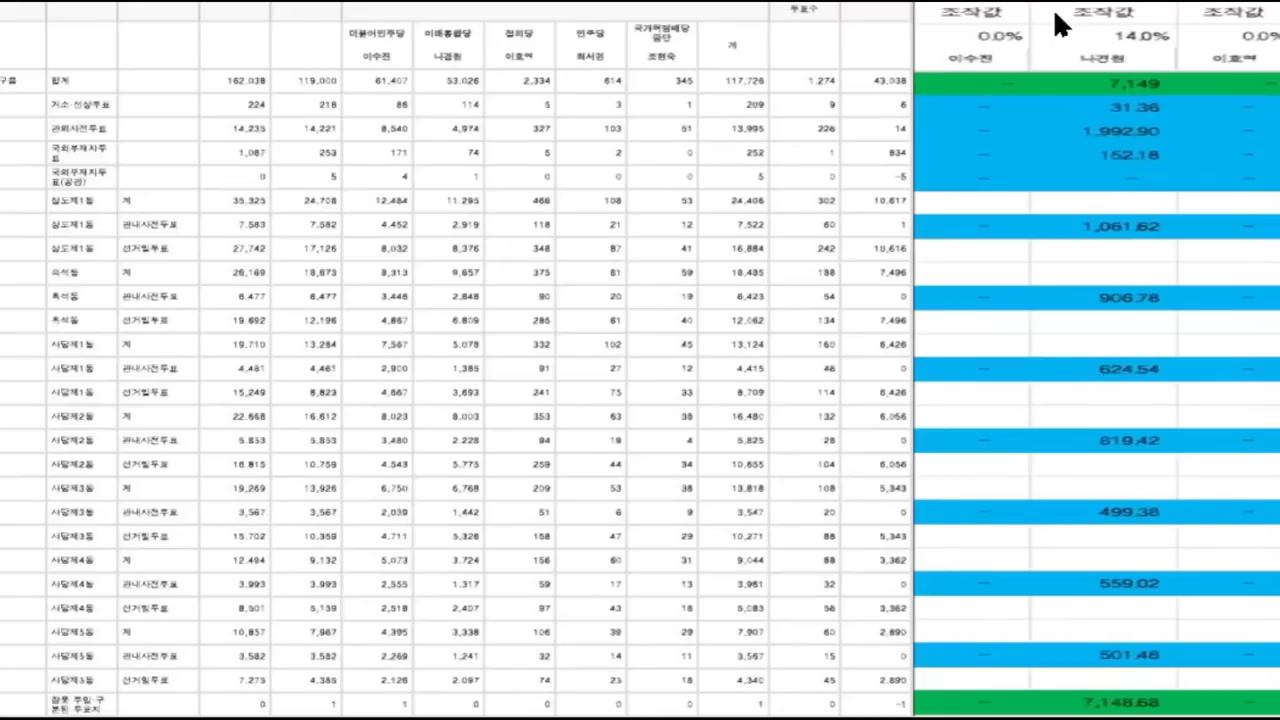 투표수 조작값 조작값 조작값
더불어민주당 미래통합당 정의당 민중당 국가혁명배당금당 계 0.0% 14.0% 0.0%
이수진 나경원 이호영 최서현 조현숙 이수진 나경원 이호영
구을 합계 162,038 119,000 61,407 53,026 2,334 614 345 117,726 1,274 43,038 - 7,149 -
거소·선상투표 224 218 86 114 5 3 1 209 9 6 - 31.36 -
관외사전투표 14,235 14,221 8,540 4,974 327 103 51 13,995 226 14 - 1,992.90 -
국외부재자투표 1,087 253 171 74 5 2 0 252 1 834 - 152.18 -
국외부재자투표(공관) 0 5 4 1 0 0 0 5 0 -5 - - -
상도제1동 계 35,325 24,708 12,484 11,295 466 108 53 24,406 302 10,617
상도제1동 관내사전투표 7,583 7,582 4,452 2,919 118 21 12 7,522 60 1 - 1,061.62 -
상도제1동 선거일투표 27,742 17,126 8,032 8,376 348 87 41 16,884 242 10,616
흑석동 계 26,169 18,673 8,313 9,657 375 81 59 18,485 188 7,496
흑석동 관내사전투표 6,477 6,477 3,446 2,848 90 20 19 6,423 54 0 - 906.78 -
흑석동 선거일투표 19,692 12,196 4,867 6,809 285 61 40 12,062 134 7,496
사당제1동 계 19,710 13,284 7,567 5,078 332 102 45 13,124 160 6,426
사당제1동 관내사전투표 4,461 4,461 2,900 1,385 91 27 12 4,415 46 0 - 624.54 -
사당제1동 선거일투표 15,249 8,823 4,667 3,693 241 75 33 8,709 114 6,426
사당제2동 계 22,668 16,612 8,023 8,003 353 63 38 16,480 132 6,056
사당제2동 관내사전투표 5,853 5,853 3,480 2,228 94 19 4 5,825 28 0 - 819.42 -
사당제2동 선거일투표 16,815 10,759 4,543 5,775 259 44 34 10,655 104 6,056
사당제3동 계 19,269 13,926 6,750 6,768 209 53 38 13,818 108 5,343
사당제3동 관내사전투표 3,567 3,567 2,039 1,442 51 6 9 3,547 20 0 - 499.38 -
사당제3동 선거일투표 15,702 10,359 4,711 5,326 158 47 29 10,271 88 5,343
사당제4동 계 12,494 9,132 5,073 3,724 156 60 31 9,044 88 3,362
사당제4동 관내사전투표 3,993 3,993 2,555 1,317 59 17 13 3,961 32 0 - 559.02 -
사당제4동 선거일투표 8,501 5,139 2,518 2,407 97 43 18 5,083 56 3,362
사당제5동 계 10,857 7,967 4,395 3,338 106 39 29 7,907 60 2,890
사당제5동 관내사전투표 3,582 3,582 2,269 1,241 32 14 11 3,567 15 0 - 501.48 -
사당제5동 선거일투표 7,275 4,385 2,126 2,097 74 25 18 4,340 45 2,890
잘못 투입·구분된 투표지 0 1 1 0 0 0 0 1 0 -1 - 7,148.68 -